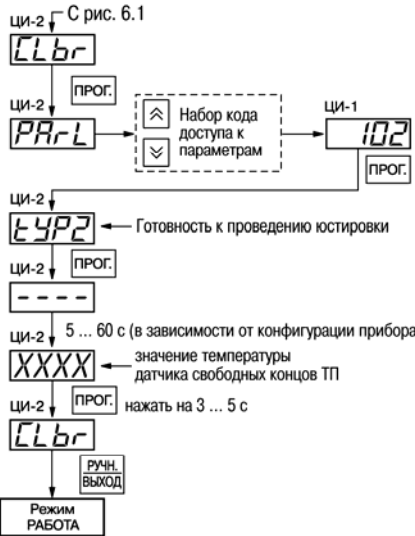 С рис. 6.1
ЦИ-2
CLbr
ПРОГ.
ЦИ-2
PArL
Набор кода
доступа к
параметрам
ЦИ-1
102
ПРОГ.
ЦИ-2
tYP2
Готовность к проведению юстировки
ПРОГ.
ЦИ-2
- - - -
5 ... 60 с (в зависимости от конфигурации прибора
ЦИ-2
XXXX
значение температуры
датчика свободных концов ТП
ЦИ-2
ПРОГ.
нажать на 3 ... 5 с
CLbr
РУЧН.
ВЫХОД
Режим
РАБОТА